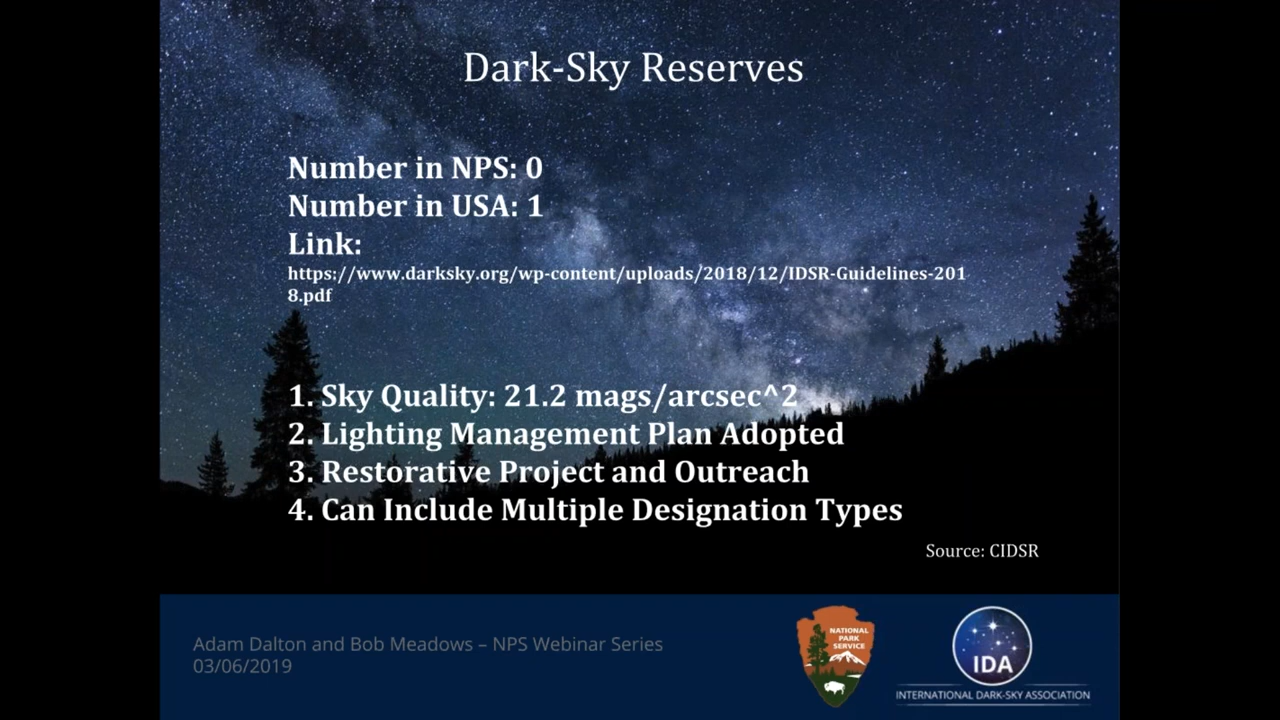 Dark-Sky Reserves
Number in NPS: 0
Number in USA: 1
Link:
https://www.darksky.org/wp-content/uploads/2018/12/IDSR-Guidelines-201
8.pdf
1. Sky Quality: 21.2 mags/arcsec^2
2. Lighting Management Plan Adopted
3. Restorative Project and Outreach
4. Can Include Multiple Designation Types
Source: CIDSR
Adam Dalton and Bob Meadows – NPS Webinar Series
03/06/2019
NATIONAL
PARK
SERVICE
IDA
INTERNATIONAL DARK-SKY ASSOCIATION